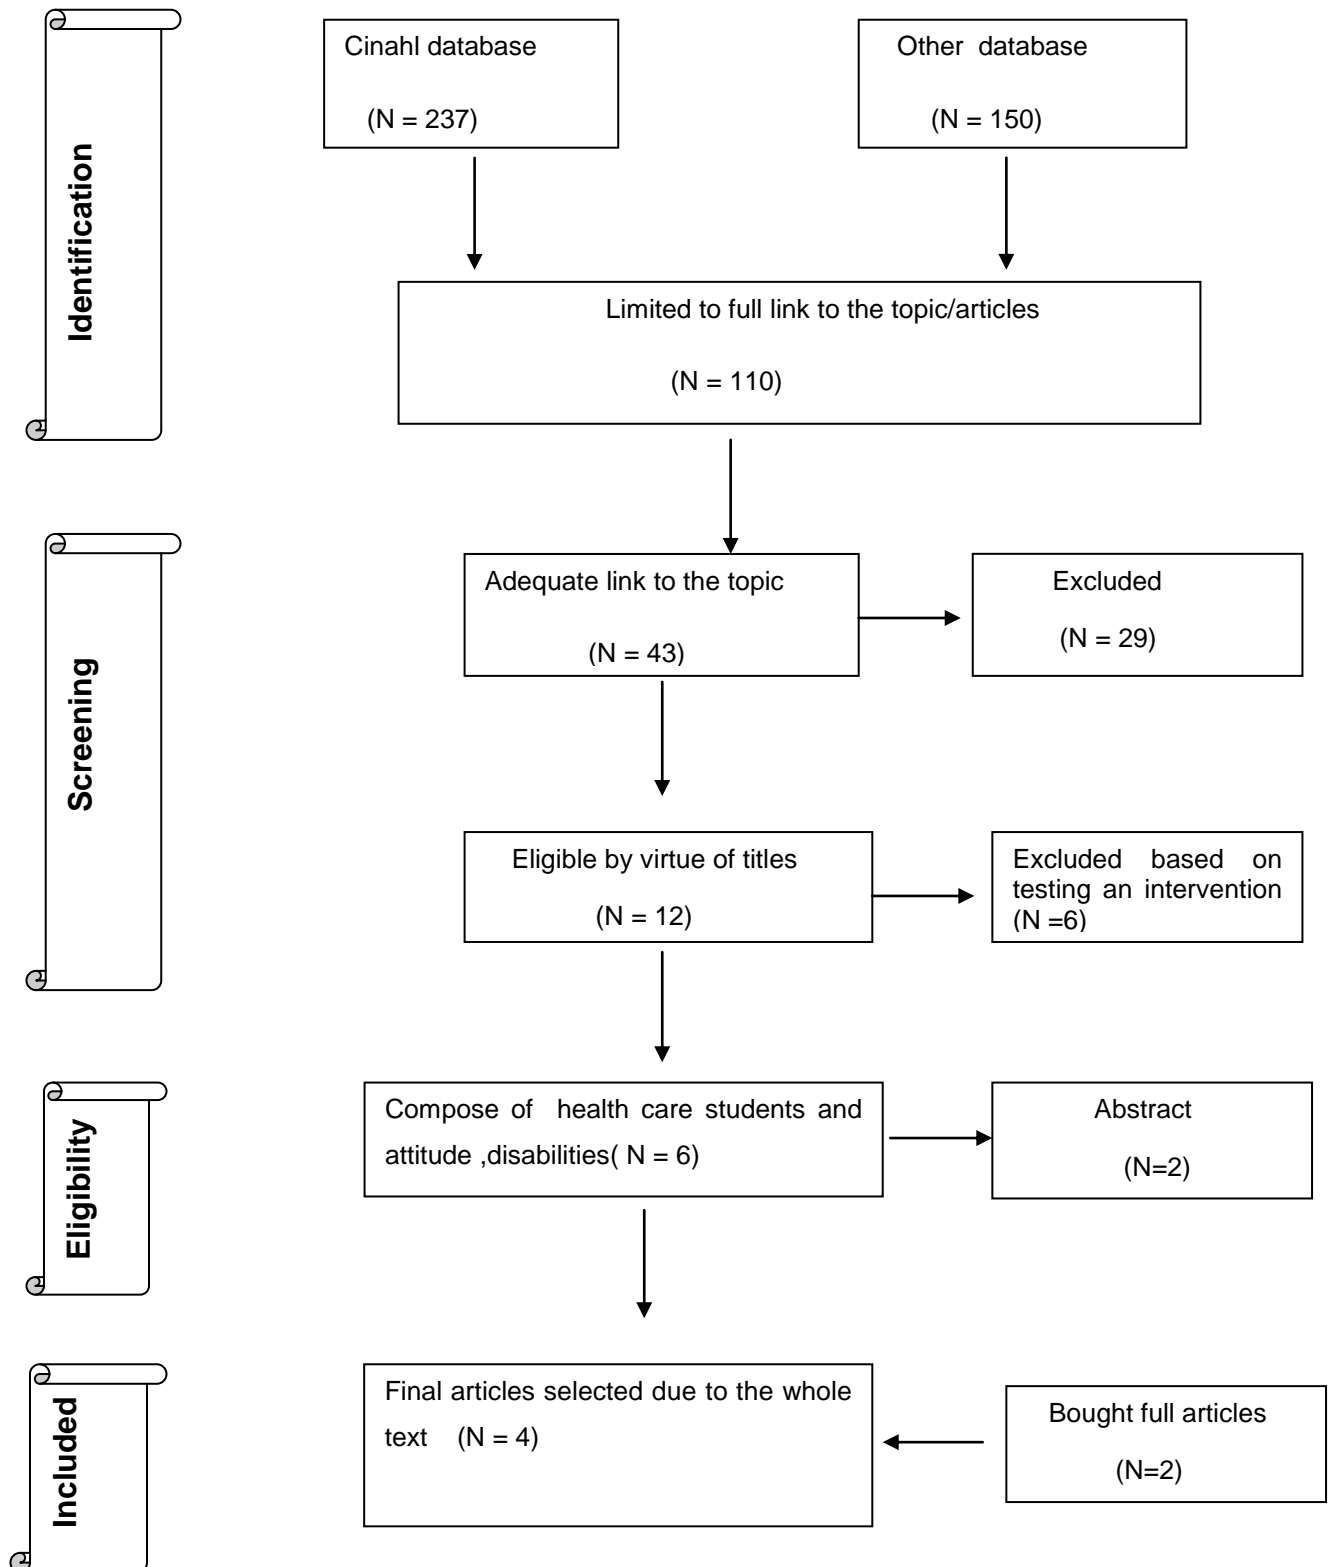 Identification
Cinahl database
(N = 237)
Other database
(N = 150)
Limited to full link to the topic/articles
(N = 110)
Screening
Adequate link to the topic
(N = 43)
Excluded
(N = 29)
Eligible by virtue of titles
(N = 12)
Excluded based on
testing an intervention
(N =6)
Eligibility
Compose of health care students and
attitude ,disabilities( N = 6)
Abstract
(N=2)
Included
Final articles selected due to the whole
text (N = 4)
Bought full articles
(N=2)